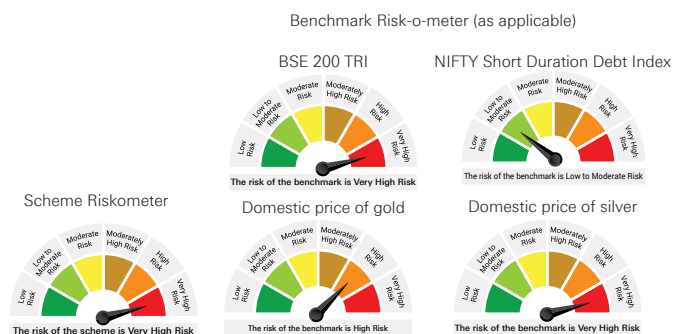 Benchmark Risk-o-meter (as applicable)
BSE 200 TRI
Low Risk
Low to Moderate Risk
Moderate Risk
Moderately High Risk
High Risk
Very High Risk
The risk of the benchmark is Very High Risk
NIFTY Short Duration Debt Index
Low Risk
Low to Moderate Risk
Moderate Risk
Moderately High Risk
High Risk
Very High Risk
The risk of the benchmark is Low to Moderate Risk
Scheme Riskometer
Low Risk
Low to Moderate Risk
Moderate Risk
Moderately High Risk
High Risk
Very High Risk
The risk of the scheme is Very High Risk
Domestic price of gold
Low Risk
Low to Moderate Risk
Moderate Risk
Moderately High Risk
High Risk
Very High Risk
The risk of the benchmark is High Risk
Domestic price of silver
Low Risk
Low to Moderate Risk
Moderate Risk
Moderately High Risk
High Risk
Very High Risk
The risk of the benchmark is Very High Risk